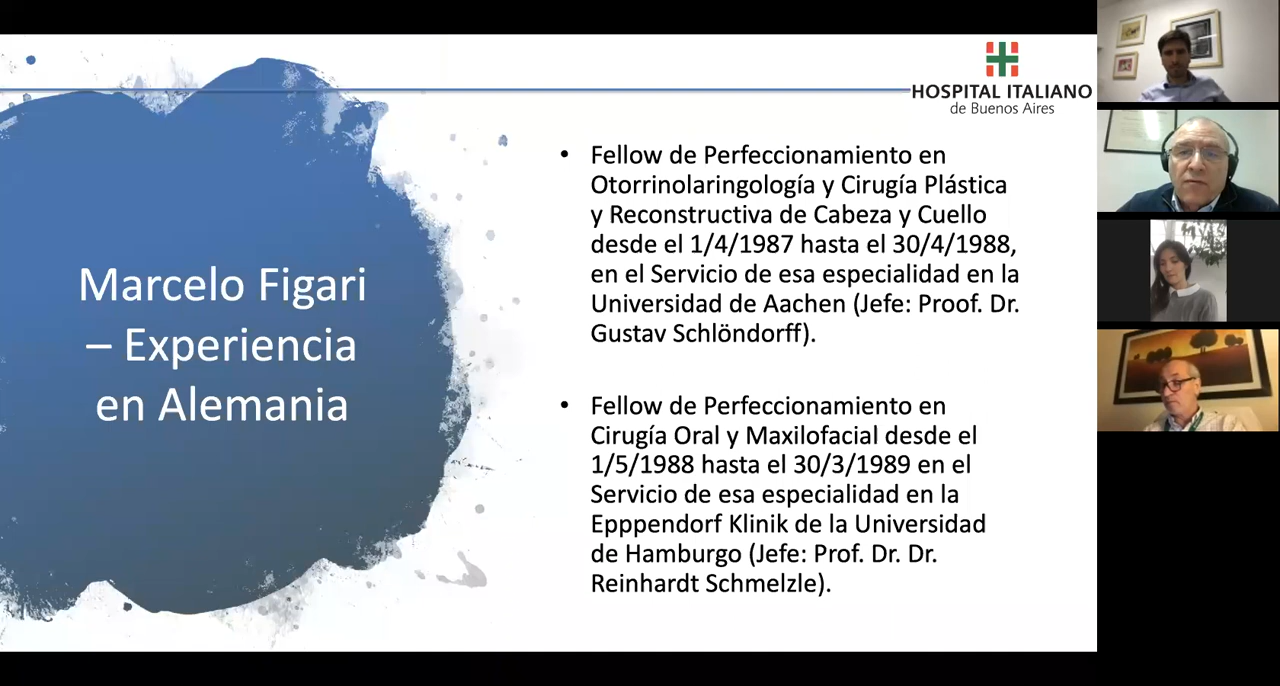 HOSPITAL ITALIANO
de Buenos Aires
Marcelo Figari
– Experiencia
en Alemania
• Fellow de Perfeccionamiento en
Otorrinolaringología y Cirugía Plástica
y Reconstructiva de Cabeza y Cuello
desde el 1/4/1987 hasta el 30/4/1988,
en el Servicio de esa especialidad en la
Universidad de Aachen (Jefe: Proof. Dr.
Gustav Schlöndorff).
• Fellow de Perfeccionamiento en
Cirugía Oral y Maxilofacial desde el
1/5/1988 hasta el 30/3/1989 en el
Servicio de esa especialidad en la
Epppendorf Klinik de la Universidad
de Hamburgo (Jefe: Prof. Dr. Dr.
Reinhardt Schmelzle).